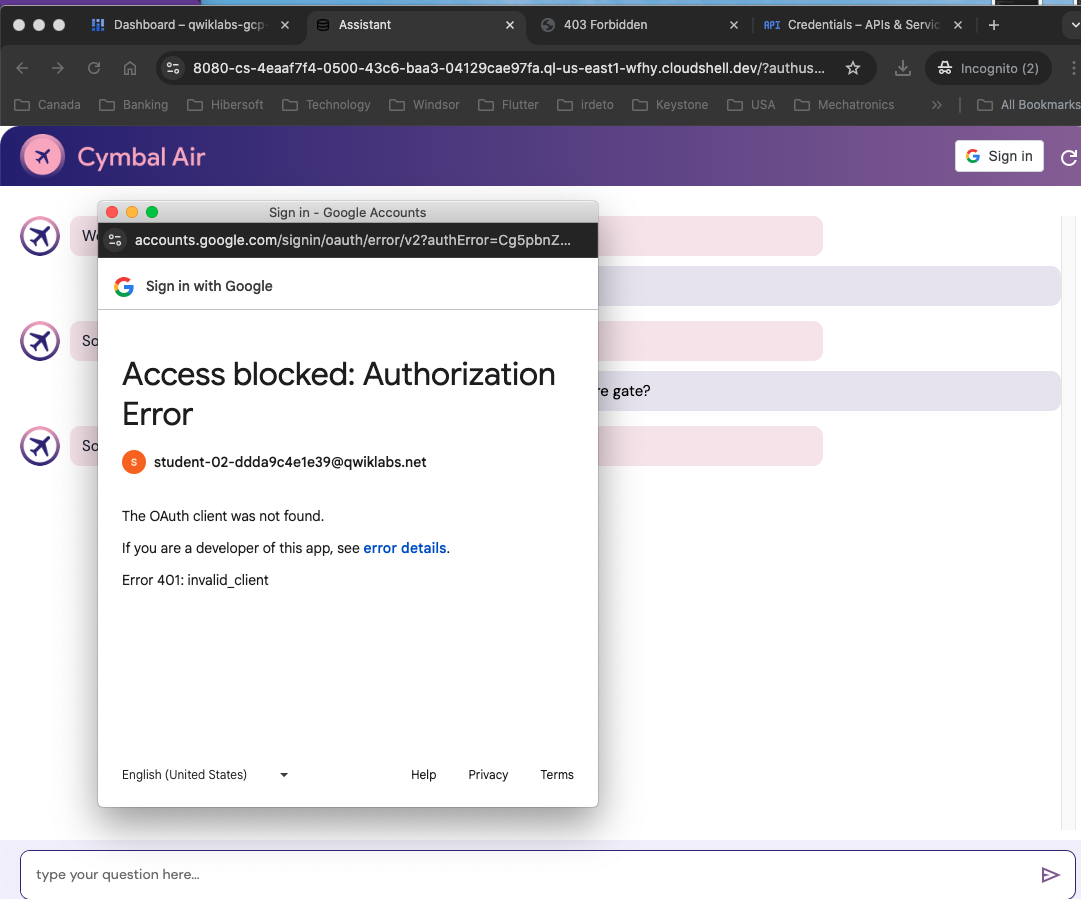 Dashboard – qwiklabs-gcp-
Assistant
403 Forbidden
API Credentials – APIs & Servic
8080-cs-4eaaf7f4-0500-43c6-baa3-04129cae97fa.ql-us-east1-wfhy.cloudshell.dev/?authus...
Incognito (2)
Canada
Banking
Hibersoft
Technology
Windsor
Flutter
irdeto
Keystone
USA
Mechatronics
»
All Bookmarks
Cymbal Air
Sign in
Sign in - Google Accounts
accounts.google.com/signin/oauth/error/v2?authError=Cg5pbnZ...
Sign in with Google
So
re gate?
So
Access blocked: Authorization
Error
S
student-02-ddda9c4e1e39@qwiklabs.net
The OAuth client was not found.
If you are a developer of this app, see error details.
Error 401: invalid_client
English (United States)
Help
Privacy
Terms
type your question here...